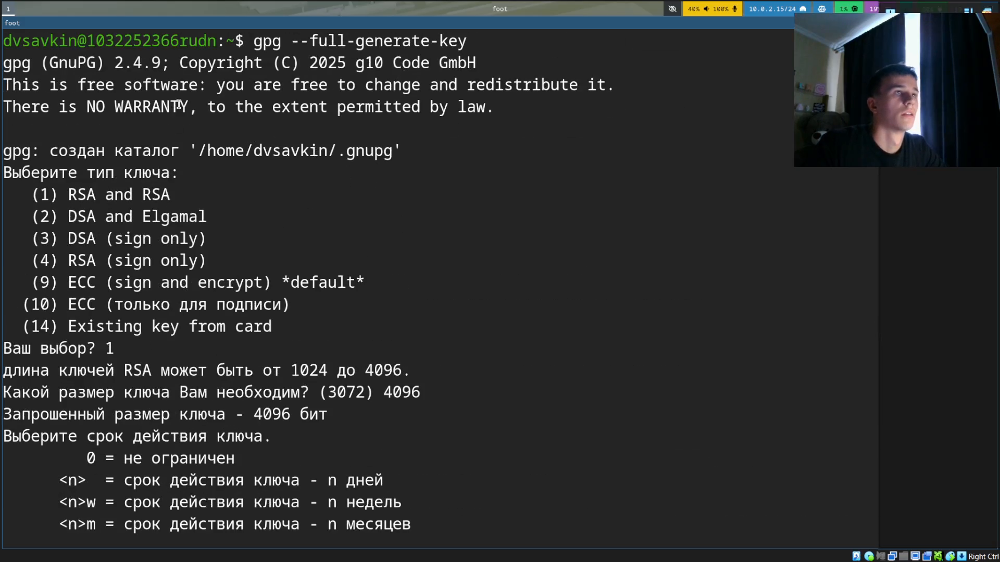 1
foot
40% 100%
10.0.2.15/24
1%
foot
dvsavkin@1032252366rudn:~$ gpg --full-generate-key
gpg (GnuPG) 2.4.9; Copyright (C) 2025 g10 Code GmbH
This is free software: you are free to change and redistribute it.
There is NO WARRANTY, to the extent permitted by law.
gpg: создан каталог '/home/dvsavkin/.gnupg'
Выберите тип ключа:
(1) RSA and RSA
(2) DSA and Elgamal
(3) DSA (sign only)
(4) RSA (sign only)
(9) ECC (sign and encrypt) *default*
(10) ECC (только для подписи)
(14) Existing key from card
Ваш выбор? 1
длина ключей RSA может быть от 1024 до 4096.
Какой размер ключа Вам необходим? (3072) 4096
Запрошенный размер ключа - 4096 бит
Выберите срок действия ключа.
0 = не ограничен
<n> = срок действия ключа - n дней
<n>w = срок действия ключа - n недель
<n>m = срок действия ключа - n месяцев
Right Ctrl